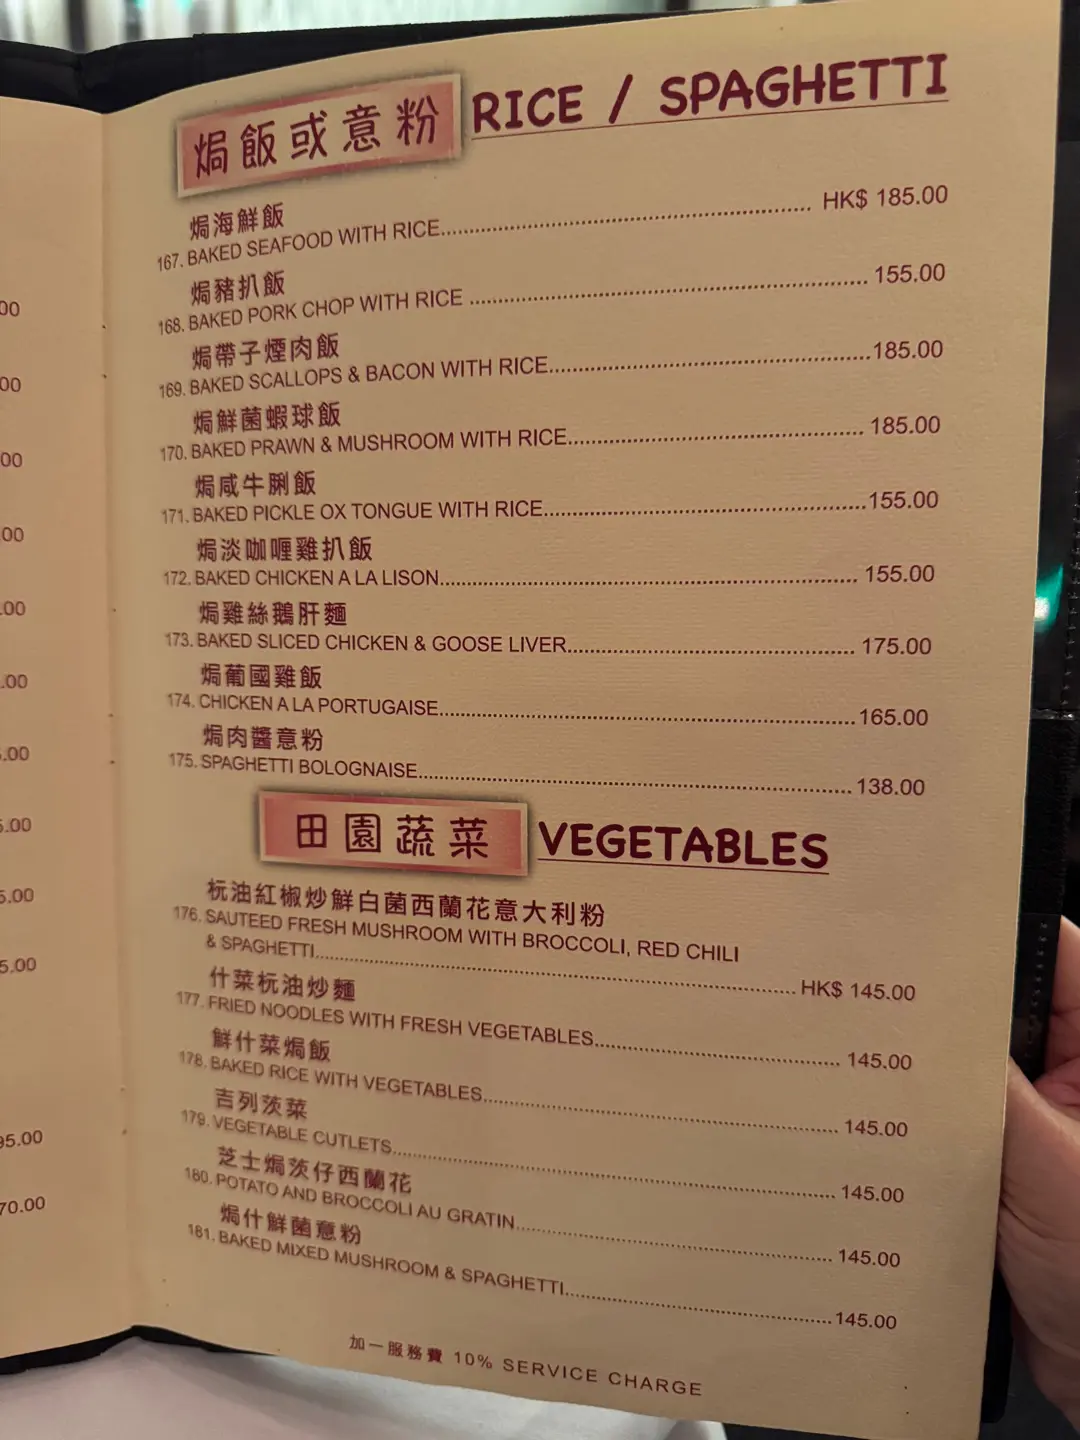 焗飯或意粉 RICE / SPAGHETTI
焗海鮮飯
167. BAKED SEAFOOD WITH RICE........ HK$ 185.00
焗豬扒飯
168. BAKED PORK CHOP WITH RICE ........ 155.00
焗帶子煙肉飯
169. BAKED SCALLOPS & BACON WITH RICE........185.00
焗鮮菌蝦球飯
170. BAKED PRAWN & MUSHROOM WITH RICE........ 185.00
焗咸牛脷飯
171. BAKED PICKLE OX TONGUE WITH RICE........155.00
焗淡咖喱雞扒飯
172. BAKED CHICKEN A LA LISON........ 155.00
焗雞絲鵝肝麵
173. BAKED SLICED CHICKEN & GOOSE LIVER........ 175.00
焗葡國雞飯
174. CHICKEN A LA PORTUGAISE........165.00
焗肉醬意粉
175. SPAGHETTI BOLOGNAISE........138.00
田園蔬菜 VEGETABLES
杬油紅椒炒鮮白菌西蘭花意大利粉
176. SAUTEED FRESH MUSHROOM WITH BROCCOLI, RED CHILI
& SPAGHETTI........ HK$ 145.00
什菜杬油炒麵
177. FRIED NOODLES WITH FRESH VEGETABLES........ 145.00
鮮什菜焗飯
178. BAKED RICE WITH VEGETABLES........ 145.00
吉列茨菜
179. VEGETABLE CUTLETS........ 145.00
芝士焗茨仔西蘭花
180. POTATO AND BROCCOLI AU GRATIN........ 145.00
焗什鮮菌意粉
181. BAKED MIXED MUSHROOM & SPAGHETTI........145.00
加一服務費 10% SERVICE CHARGE